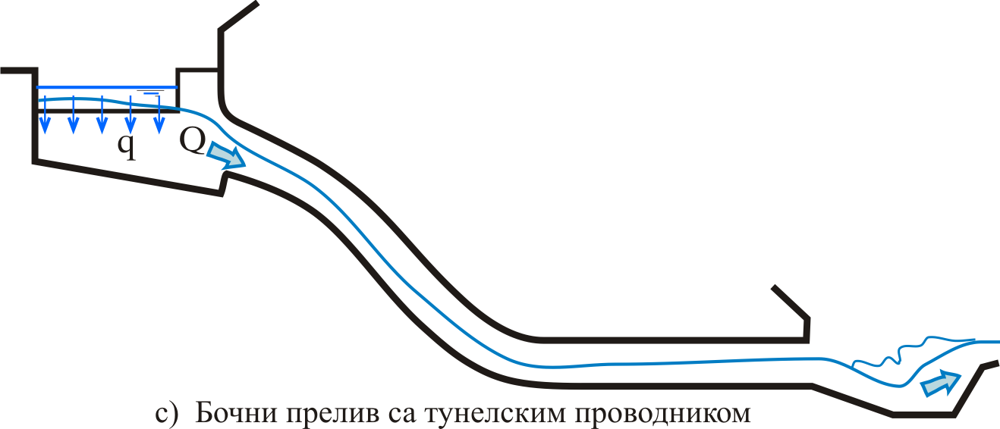 q
Q
с) Бочни прелив са тунелским проводником